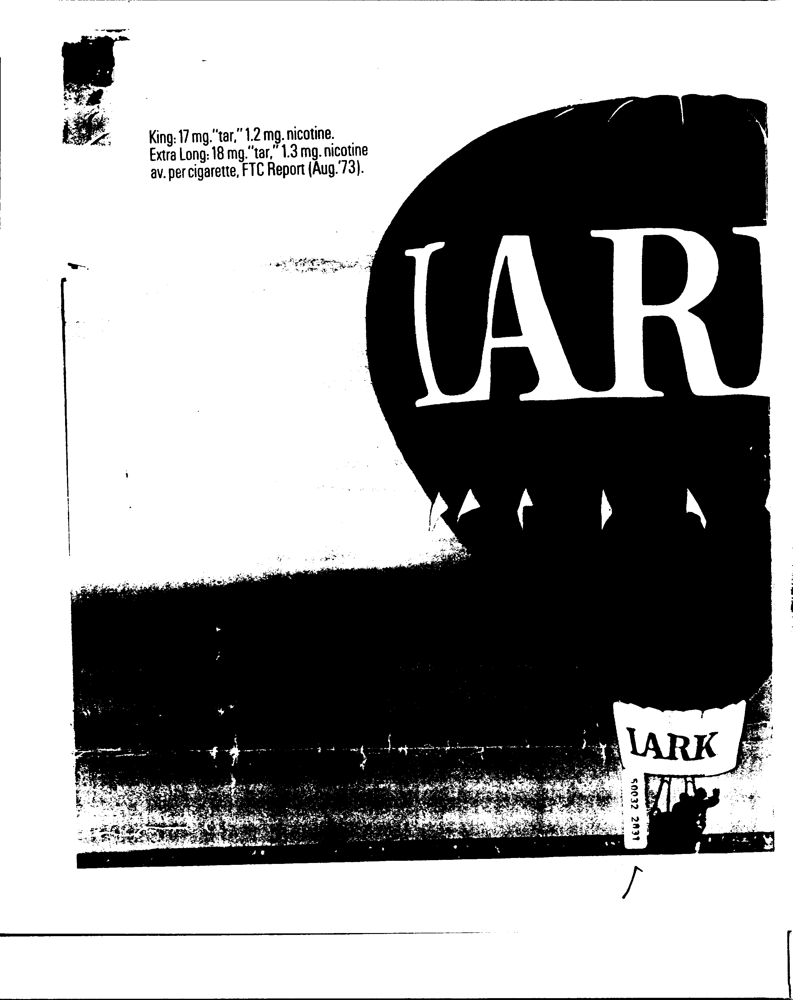 King: 17 mg. "tar," 1.2 mg. nicotine.
Extra Long: 18 mg. "tar," 1.3 mg. nicotine
av. per cigarette, FTC Report (Aug.'73).
LARK
LARK
50032 2831